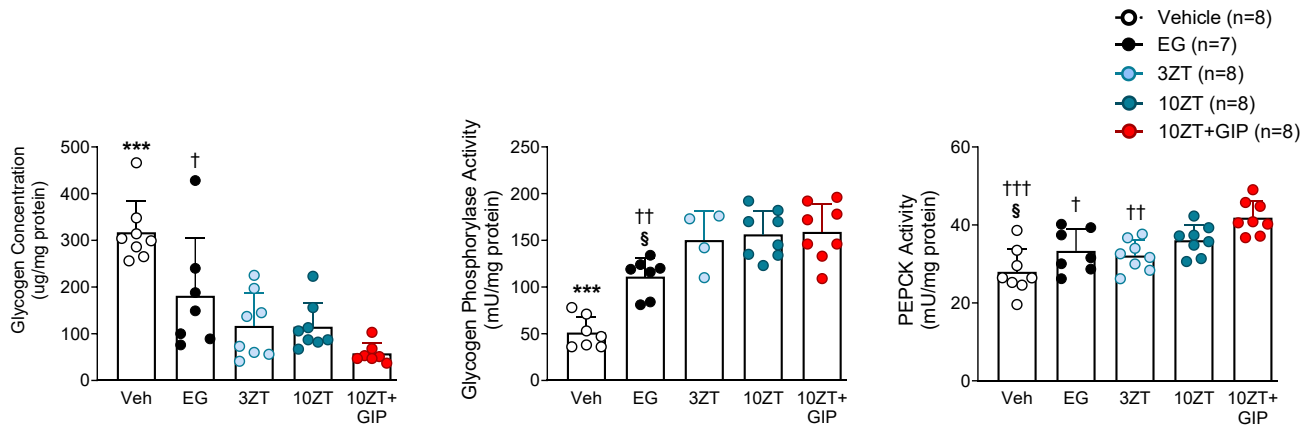 Vehicle (n=8)
EG (n=7)
3ZT (n=8)
10ZT (n=8)
10ZT+GIP (n=8)
Glycogen Concentration
(ug/mg protein)
500
400
300
200
100
0
***
†
Veh
EG
3ZT
10ZT
10ZT+
GIP
Glycogen Phosphorylase Activity
(mU/mg protein)
250
200
150
100
50
0
***
††
§
Veh
EG
3ZT
10ZT
10ZT+
GIP
PEPCK Activity
(mU/mg protein)
60
40
20
0
†††
§
†
††
Veh
EG
3ZT
10ZT
10ZT+
GIP